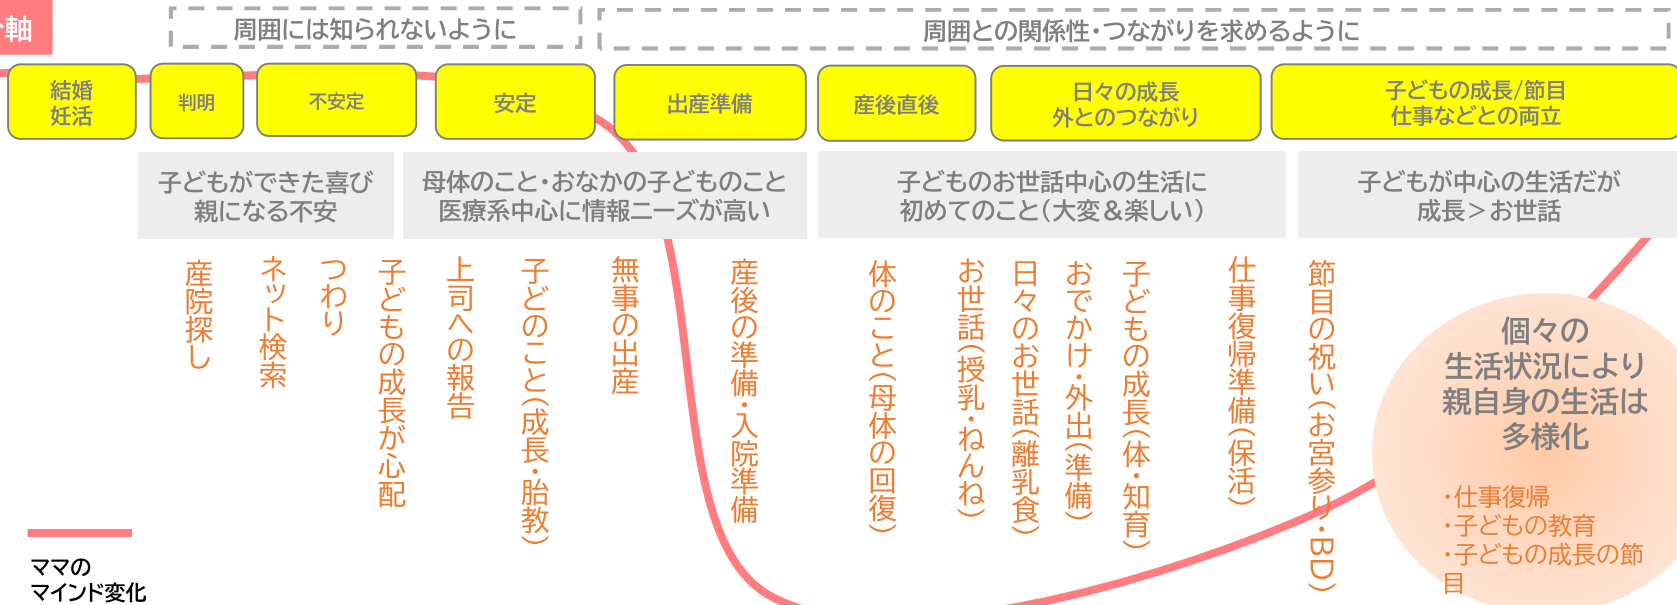 軸
周囲には知られないように
周囲との関係性・つながりを求めるように
結婚
妊活
判明
不安定
安定
出産準備
産後直後
日々の成長
外とのつながり
子どもの成長/節目
仕事などとの両立
子どもができた喜び
親になる不安
母体のこと・おなかの子どものこと
医療系中心に情報ニーズが高い
子どものお世話中心の生活に
初めてのこと（大変＆楽しい）
子どもが中心の生活だが
成長＞お世話
産院探し
ネット検索
つわり
子どもの成長が心配
上司への報告
子どのこと（成長・胎教）
無事の出産
産後の準備・入院準備
体のこと（母体の回復）
お世話（授乳・ねんね）
日々のお世話（離乳食）
おでかけ・外出（準備）
子どもの成長（体・知育）
仕事復帰準備（保活）
節目の祝い（お宮参り・BD）
個々の
生活状況により
親自身の生活は
多様化
・仕事復帰
・子どもの教育
・子どもの成長の節
目
ママの
マインド変化